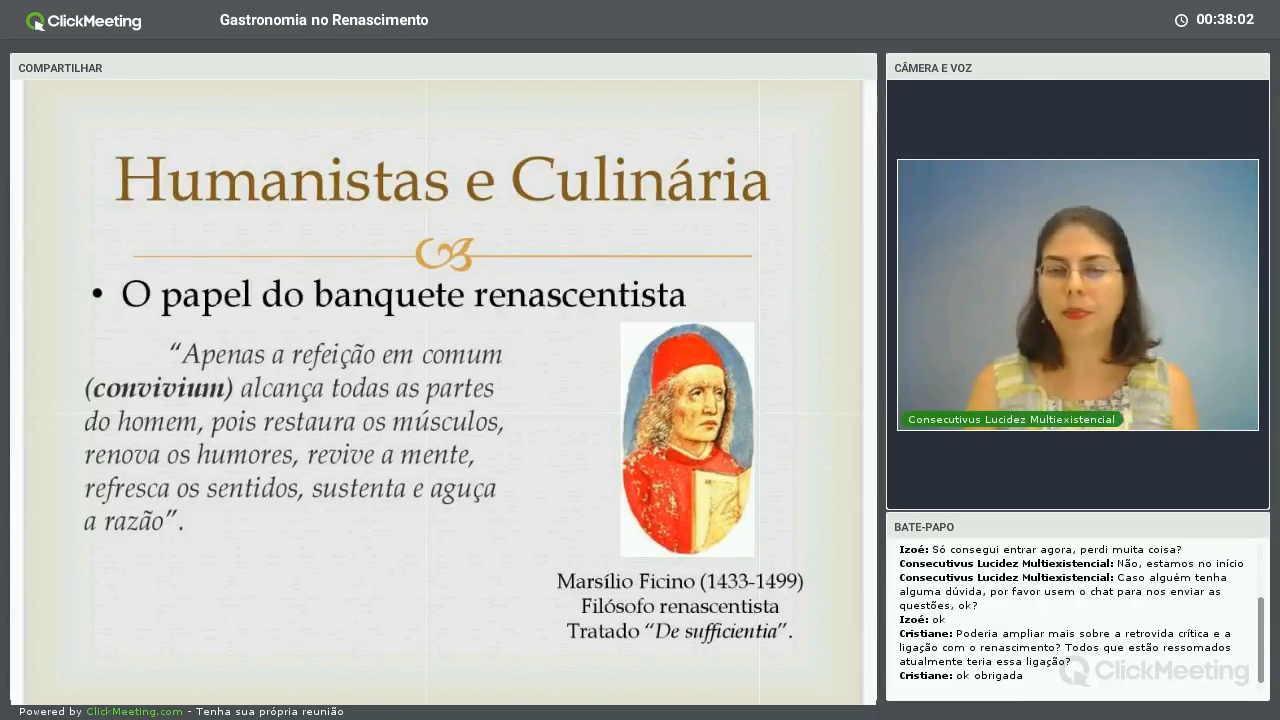 ClickMeeting
Gastronomia no Renascimento
00:38:02
COMPARTILHAR
Humanistas e Culinária
• O papel do banquete renascentista
“Apenas a refeição em comum
(convivium) alcança todas as partes
do homem, pois restaura os músculos,
renova os humores, revive a mente,
refresca os sentidos, sustenta e aguça
a razão”.
Marsílio Ficino (1433-1499)
Filósofo renascentista
Tratado “De sufficientia”.
CÂMERA E VOZ
Consecutivus Lucidez Multiexistencial
BATE-PAPO
Izoé: Só consegui entrar agora, perdi muita coisa?
Consecutivus Lucidez Multiexistencial: Não, estamos no início
Consecutivus Lucidez Multiexistencial: Caso alguém tenha
alguma dúvida, por favor usem o chat para nos enviar as
questões, ok?
Izoé: ok
Cristiane: Poderia ampliar mais sobre a retrovida crítica e a
ligação com o renascimento? Todos que estão ressomados
atualmente teria essa ligação?
Cristiane: ok obrigada
ClickMeeting
Powered by ClickMeeting.com - Tenha sua própria reunião